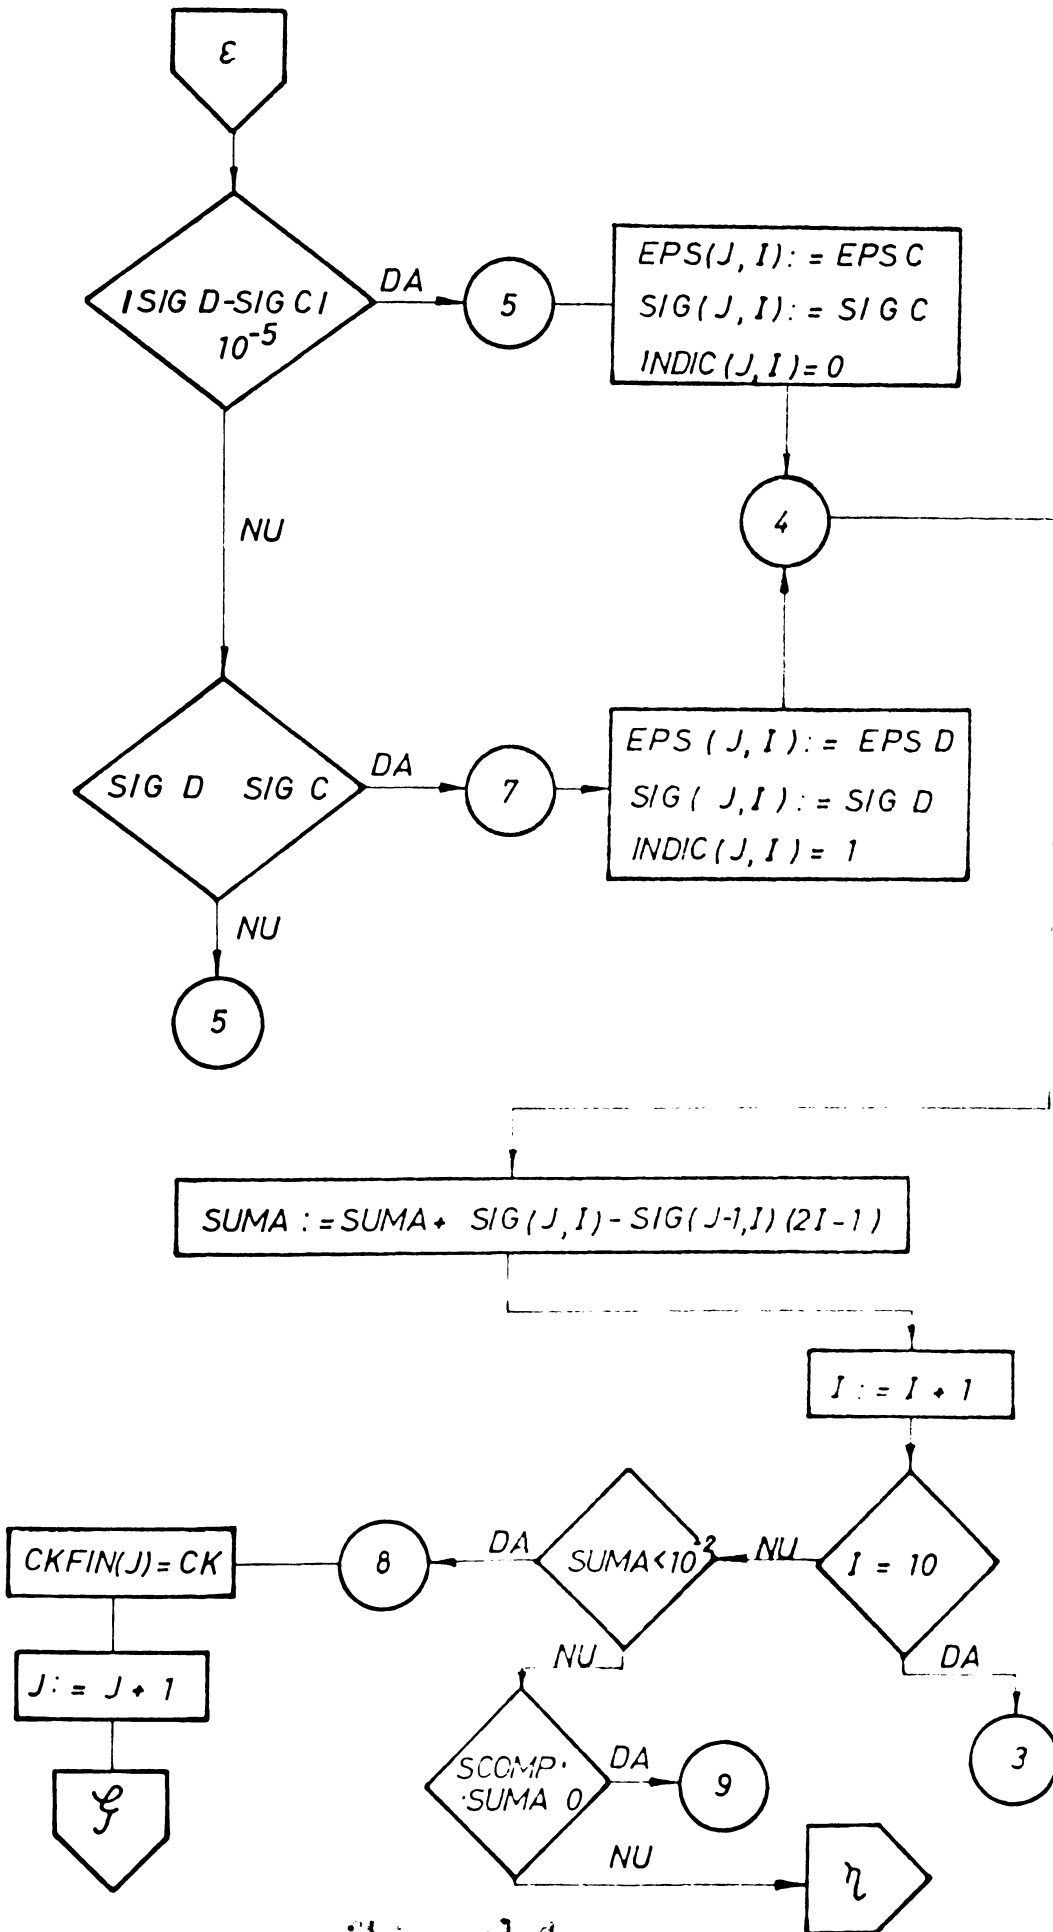 ε
|SIG D-SIG C|
10⁻⁵
DA
5
EPS(J, I): = EPS C
SIG(J, I): = SIG C
INDIC(J, I) = 0
4
NU
SIG D SIG C
DA
7
EPS (J, I): = EPS D
SIG( J, I): = SIG D
INDIC(J, I) = 1
NU
5
SUMA := SUMA + SIG(J, I) - SIG(J-1, I) (2I-1)
I : = I + 1
I = 10
NU
SUMA<10⁻²
DA
8
CKFIN(J) = CK
J: = J + 1
DA
3
NU
SCOMP·
·SUMA 0
DA
9
NU
η